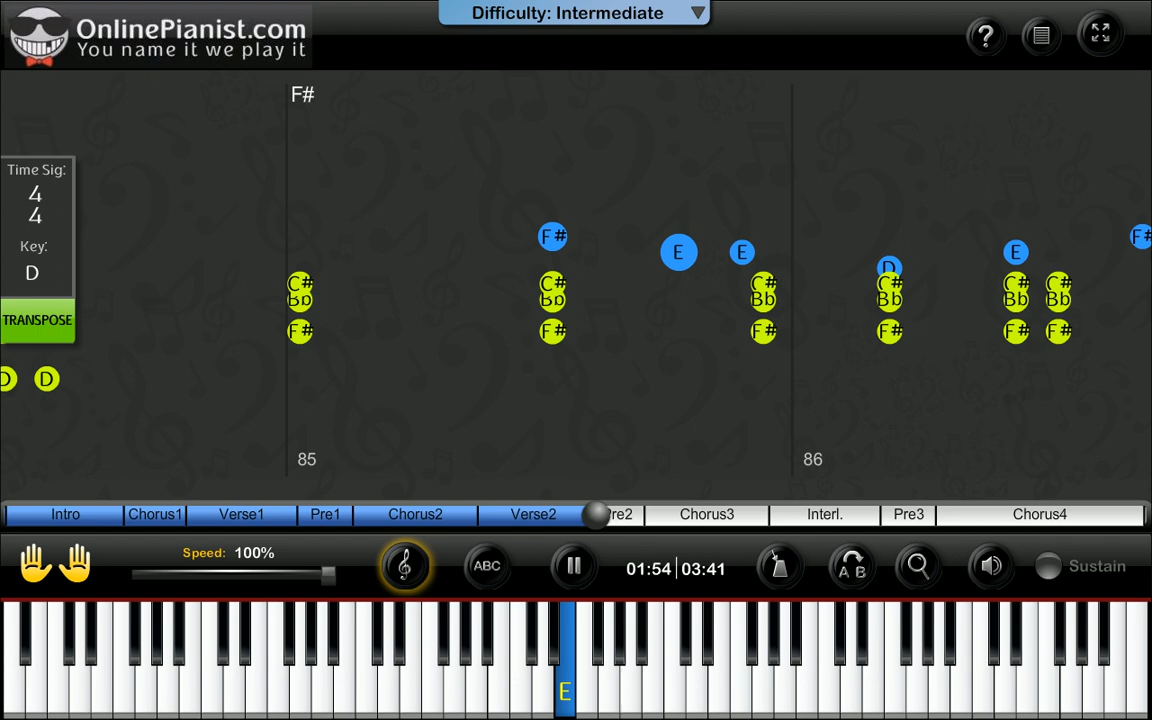 Difficulty: Intermediate
OnlinePianist.com
You name it we play it
?
F#
Time Sig:
4
4
Key:
D
TRANSPOSE
F# E E D E F#
C# C# C# C# C# C#
Bb Bb Bb Bb Bb Bb
F# F# F# F# F# F#
D D
85 86
Intro Chorus1 Verse1 Pre1 Chorus2 Verse2 Pre2 Chorus3 Interl. Pre3 Chorus4
Speed: 100%
ABC
01:54 03:41
A B
Sustain
E